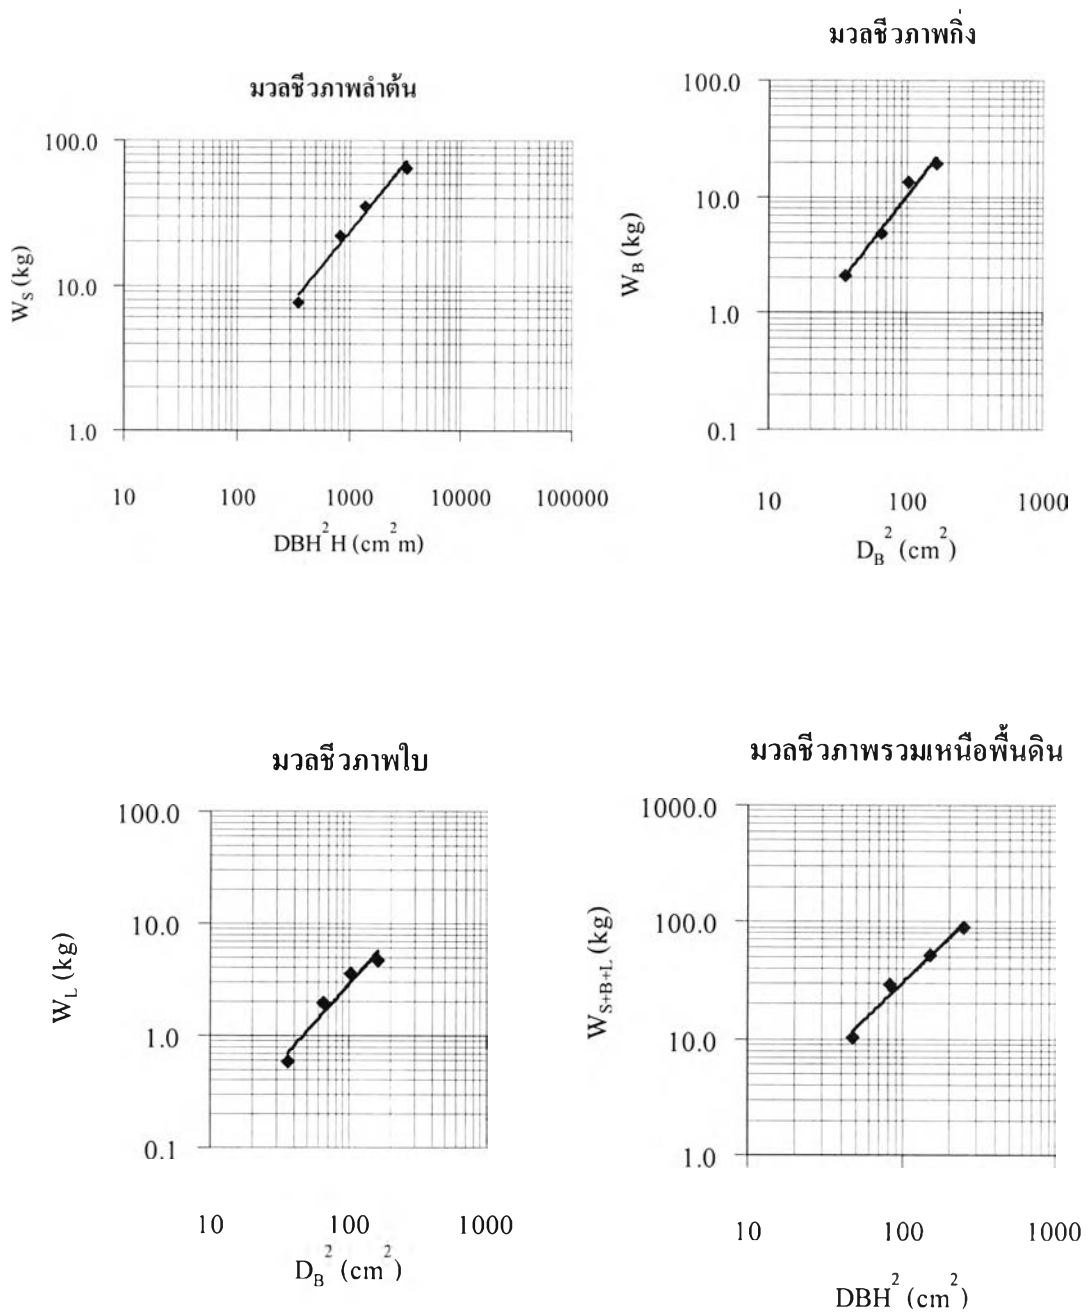 มวลชีวภาพลำต้น
100.0
10.0
1.0
W_S (kg)
10 100 1000 10000 100000
DBH²H (cm²m)
มวลชีวภาพกิ่ง
100.0
10.0
1.0
0.1
W_B (kg)
10 100 1000
D_B² (cm²)
มวลชีวภาพใบ
100.0
10.0
1.0
0.1
W_L (kg)
10 100 1000
D_B² (cm²)
มวลชีวภาพรวมเหนือพื้นดิน
1000.0
100.0
10.0
1.0
W_{S+B+L} (kg)
10 100 1000
DBH² (cm²)